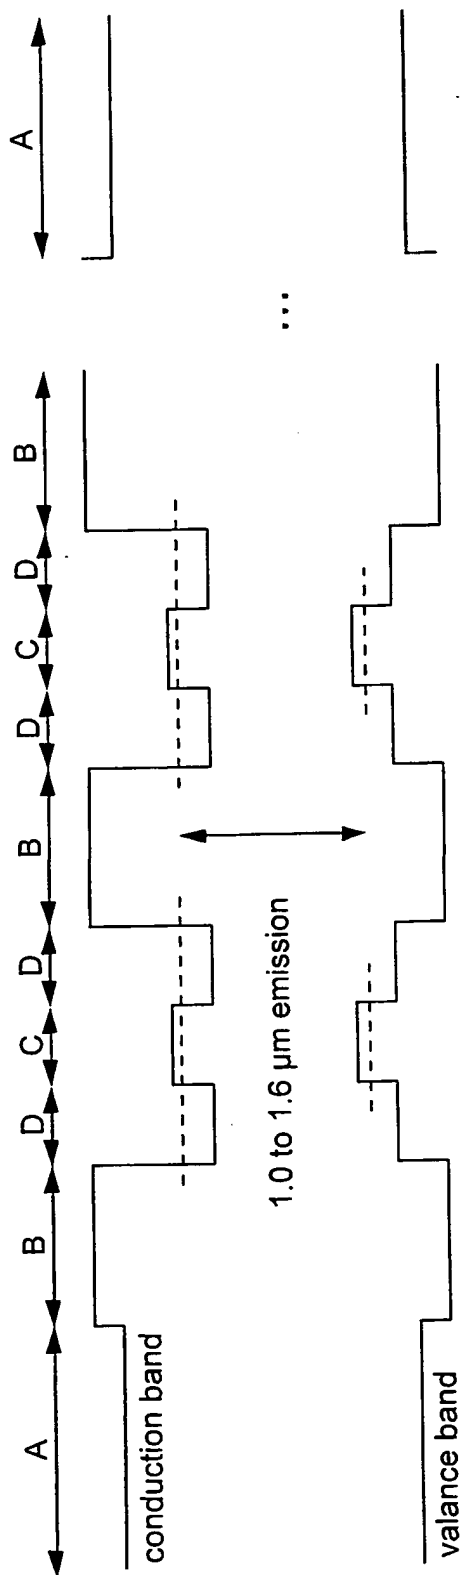 A B D C D B D C D B A
conduction band
1.0 to 1.6 µm emission
...
valance band